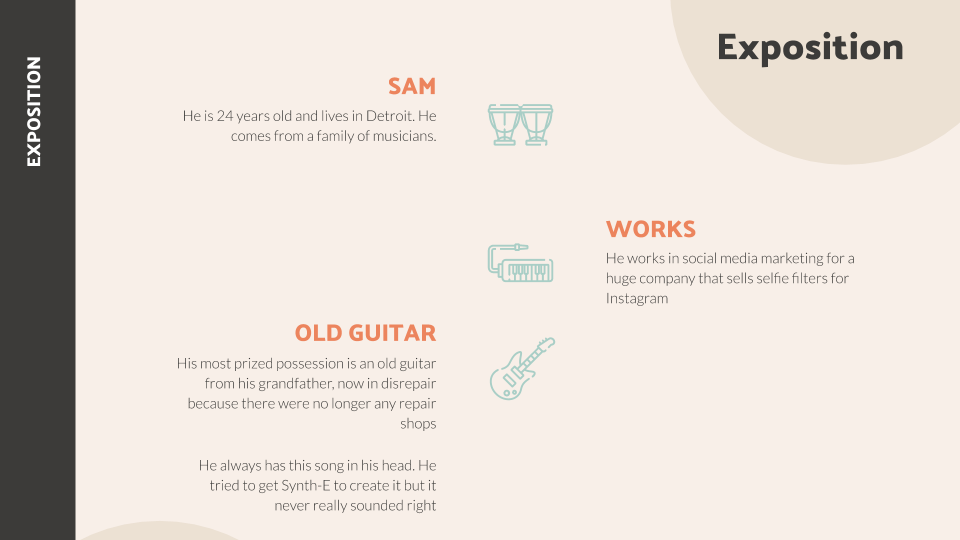 EXPOSITION
Exposition
SAM
He is 24 years old and lives in Detroit. He
comes from a family of musicians.
WORKS
He works in social media marketing for a
huge company that sells selfie filters for
Instagram
OLD GUITAR
His most prized possession is an old guitar
from his grandfather, now in disrepair
because there were no longer any repair
shops
He always has this song in his head. He
tried to get Synth-E to create it but it
never really sounded right